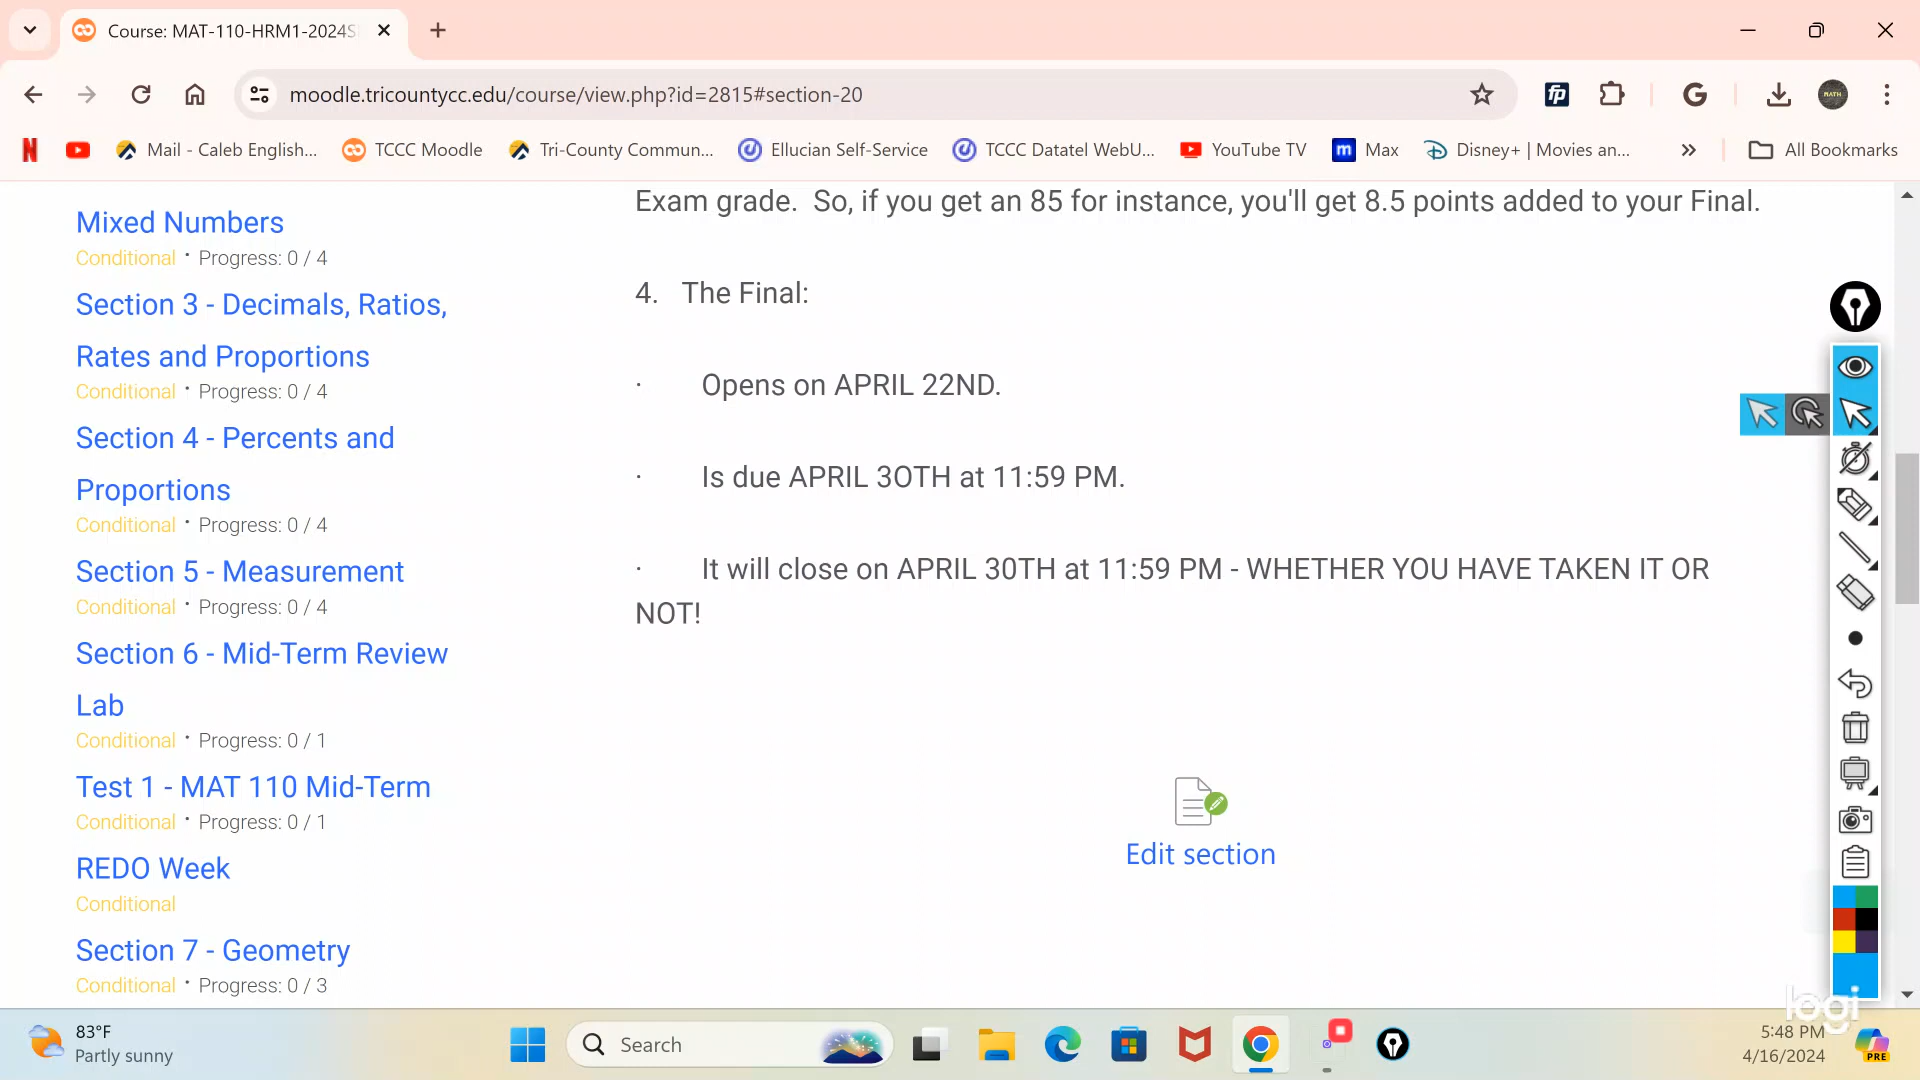 Course: MAT-110-HRM1-2024S
moodle.tricountycc.edu/course/view.php?id=2815#section-20
MATH
Mail - Caleb English...
TCCC Moodle
Tri-County Commun...
Ellucian Self-Service
TCCC Datatel WebU...
YouTube TV
m
Max
Disney+ | Movies an...
»
All Bookmarks
Mixed Numbers
Conditional · Progress: 0 / 4
Section 3 - Decimals, Ratios,
Rates and Proportions
Conditional · Progress: 0 / 4
Section 4 - Percents and
Proportions
Conditional · Progress: 0 / 4
Section 5 - Measurement
Conditional · Progress: 0 / 4
Section 6 - Mid-Term Review
Lab
Conditional · Progress: 0 / 1
Test 1 - MAT 110 Mid-Term
Conditional · Progress: 0 / 1
REDO Week
Conditional
Section 7 - Geometry
Conditional · Progress: 0 / 3
Exam grade.  So, if you get an 85 for instance, you'll get 8.5 points added to your Final.
4.   The Final:
·        Opens on APRIL 22ND.
·        Is due APRIL 3OTH at 11:59 PM.
·        It will close on APRIL 30TH at 11:59 PM - WHETHER YOU HAVE TAKEN IT OR
NOT!
Edit section
logi
83°F
Partly sunny
Search
5:48 PM
4/16/2024
PRE